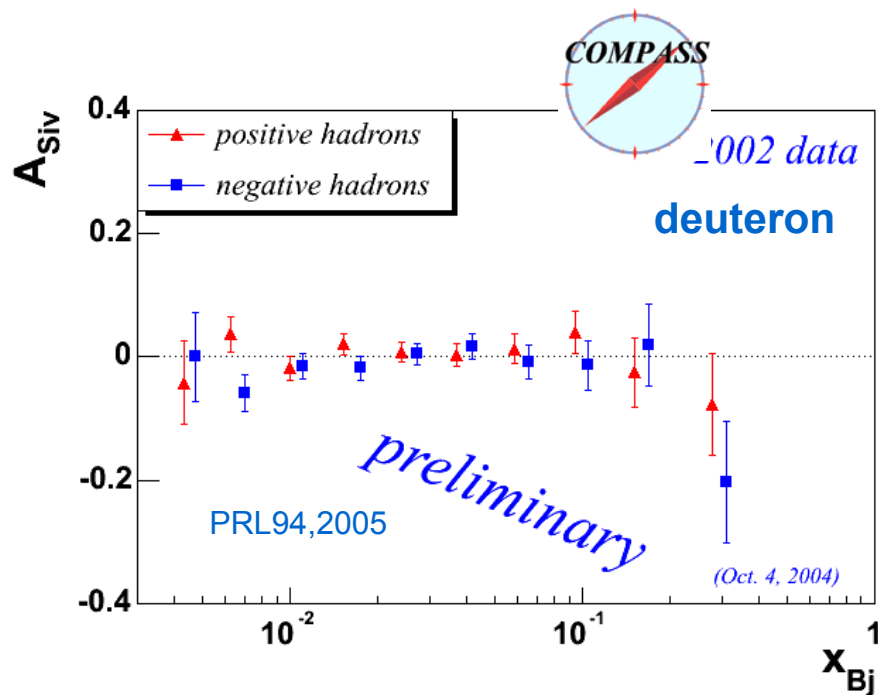 COMPASS
A_Siv
0.4
0.2
0
-0.2
-0.4
positive hadrons
negative hadrons
2002 data
deuteron
preliminary
PRL94,2005
(Oct. 4, 2004)
10^-2
10^-1
1
x_Bj